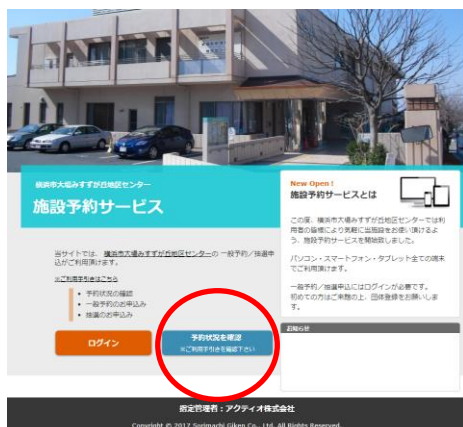 横浜市大場みすずが丘地区センター
施設予約サービス
当サイトでは、横浜市大場みすずが丘地区センターの 一般予約／抽選申
込がご利用頂けます。
※ご利用手引きはこちら
• 予約状況の確認
• 一般予約のお申込み
• 抽選のお申込み
ログイン
予約状況を確認
※ご利用手引きを確認下さい
New Open !
施設予約サービスとは
この度、横浜市大場みすずが丘地区センターでは利
用者の皆様により気軽に当施設をお使い頂けるよ
う、施設予約サービスを開始致しました。
パソコン・スマートフォン・タブレット全ての端末
でご利用頂けます。
一般予約／抽選申込にはログインが必要です。
初めての方はご来館の上、団体登録をお願いしま
す。
お知らせ
指定管理者：アクティオ株式会社
Copyright © 2017 Sorimachi Giken Co., Ltd. All Rights Reserved.